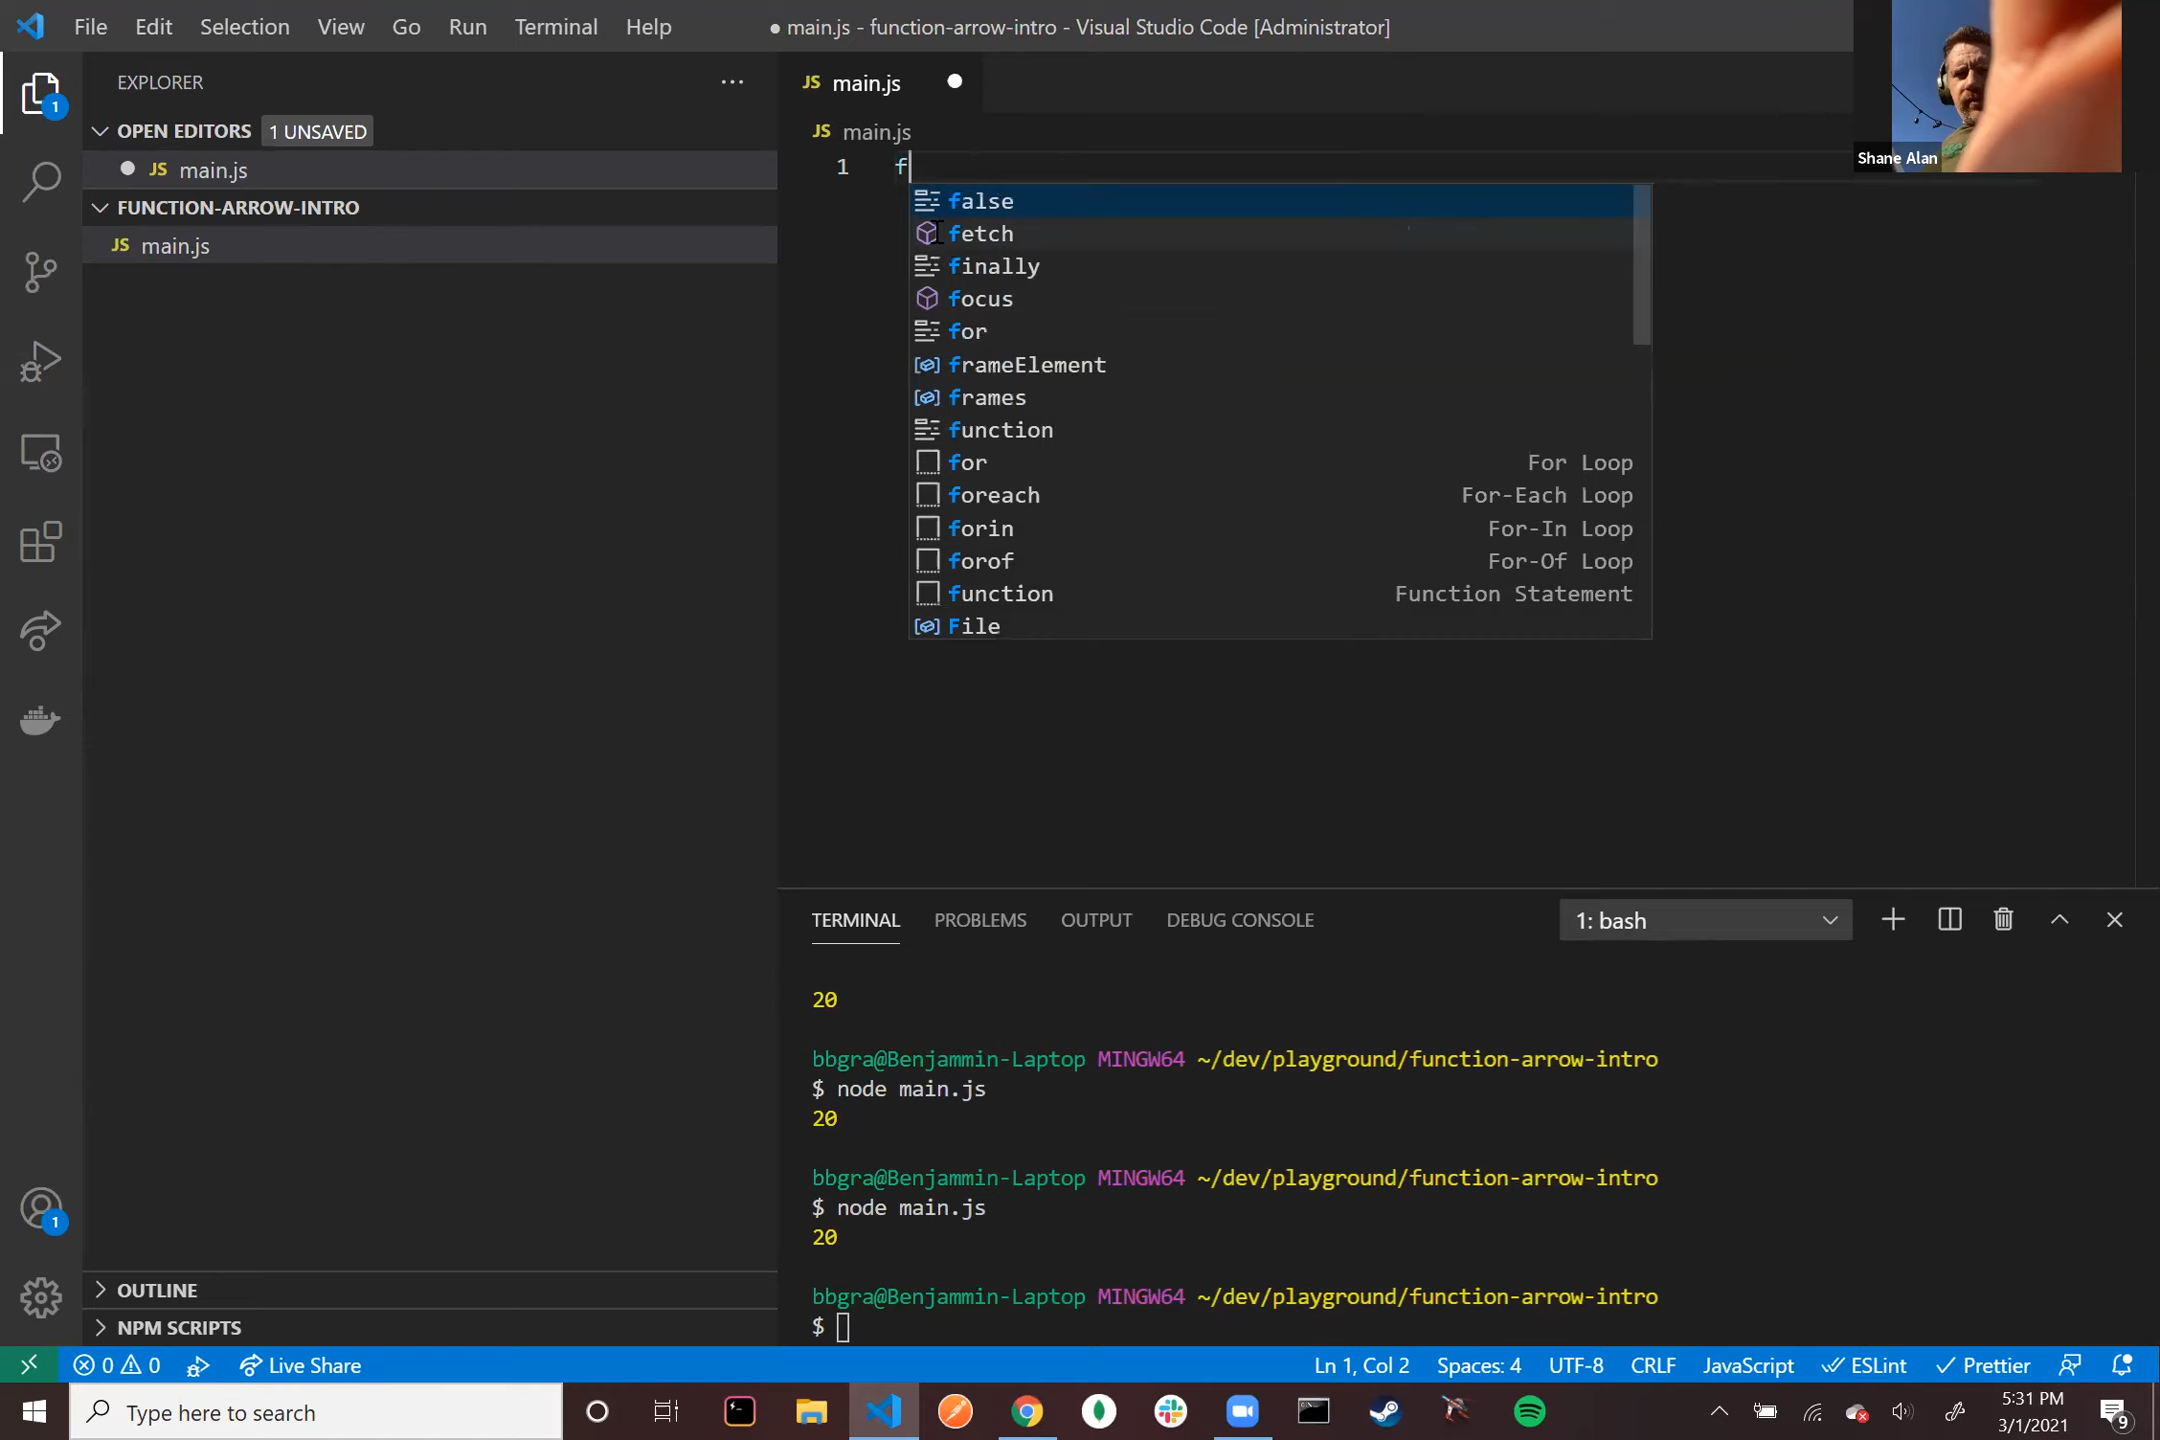 File Edit Selection View Go Run Terminal Help
● main.js - function-arrow-intro - Visual Studio Code [Administrator]
EXPLORER
OPEN EDITORS 1 UNSAVED
JS main.js
FUNCTION-ARROW-INTRO
JS main.js
OUTLINE
NPM SCRIPTS
1
1
JS main.js
JS main.js
1 f
false
fetch
finally
focus
for
frameElement
frames
function
for For Loop
foreach For-Each Loop
forin For-In Loop
forof For-Of Loop
function Function Statement
File
Shane Alan
TERMINAL PROBLEMS OUTPUT DEBUG CONSOLE 1: bash
20
bbgra@Benjammin-Laptop MINGW64 ~/dev/playground/function-arrow-intro
$ node main.js
20
bbgra@Benjammin-Laptop MINGW64 ~/dev/playground/function-arrow-intro
$ node main.js
20
bbgra@Benjammin-Laptop MINGW64 ~/dev/playground/function-arrow-intro
$
0 0 Live Share Ln 1, Col 2 Spaces: 4 UTF-8 CRLF JavaScript ESLint Prettier
Type here to search
5:31 PM
3/1/2021
9